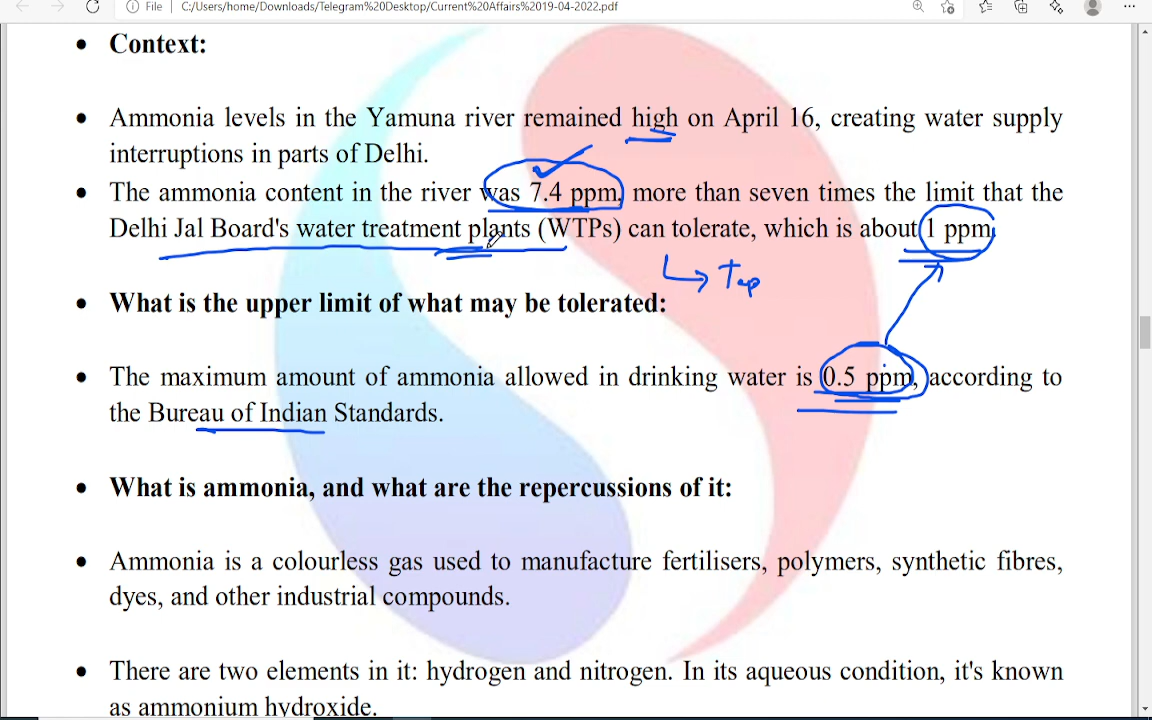 File
C:/Users/home/Downloads/Telegram%20Desktop/Current%20Affairs%2019-04-2022.pdf
• Context:
• Ammonia levels in the Yamuna river remained high on April 16, creating water supply
interruptions in parts of Delhi.
• The ammonia content in the river was 7.4 ppm, more than seven times the limit that the
Delhi Jal Board's water treatment plants (WTPs) can tolerate, which is about 1 ppm.
Tap
• What is the upper limit of what may be tolerated:
• The maximum amount of ammonia allowed in drinking water is 0.5 ppm, according to
the Bureau of Indian Standards.
• What is ammonia, and what are the repercussions of it:
• Ammonia is a colourless gas used to manufacture fertilisers, polymers, synthetic fibres,
dyes, and other industrial compounds.
• There are two elements in it: hydrogen and nitrogen. In its aqueous condition, it's known
as ammonium hydroxide.